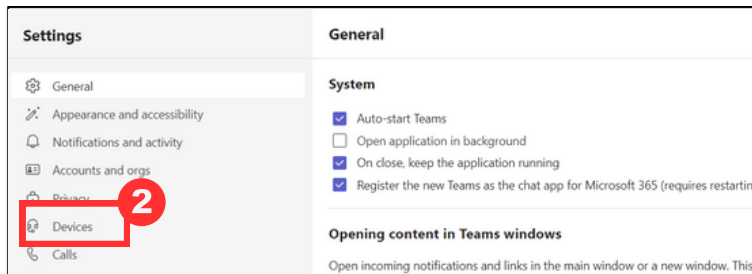 Settings
General
Appearance and accessibility
Notifications and activity
Accounts and orgs
Privacy
2
Devices
Calls
General
System
Auto-start Teams
Open application in background
On close, keep the application running
Register the new Teams as the chat app for Microsoft 365 (requires restartin
Opening content in Teams windows
Open incoming notifications and links in the main window or a new window. This